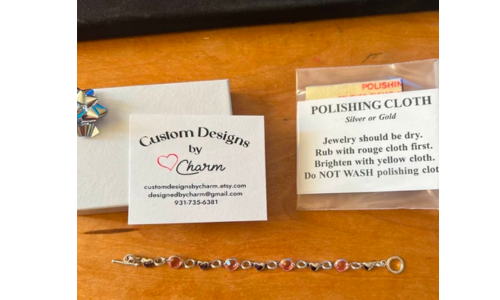 Custom Designs
by
Charm
customdesignsbycharm.etsy.com
designedbycharm@gmail.com
931-735-6381
POLISHIN
POLISHING CLOTH
Silver or Gold
Jewelry should be dry.
Rub with rouge cloth first.
Brighten with yellow cloth.
Do NOT WASH polishing clot